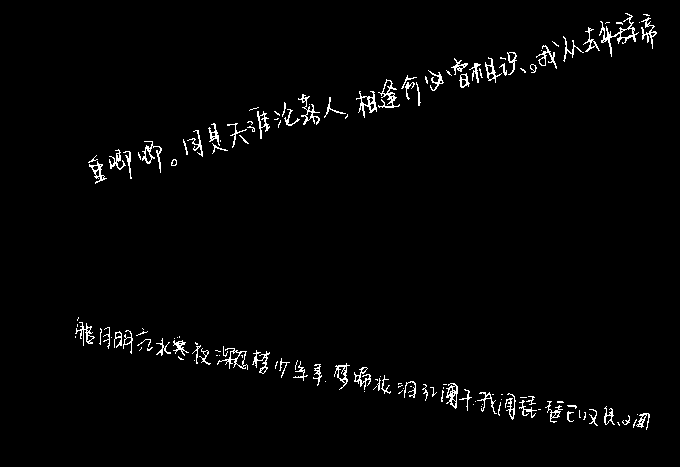 重唧唧。同是天涯沦落人,相逢何必曾相识、。我从去年辞帝
船月明江水寒夜深忽梦少年事.梦啼妆泪红阑干.我闻琵琶已叹息又闻